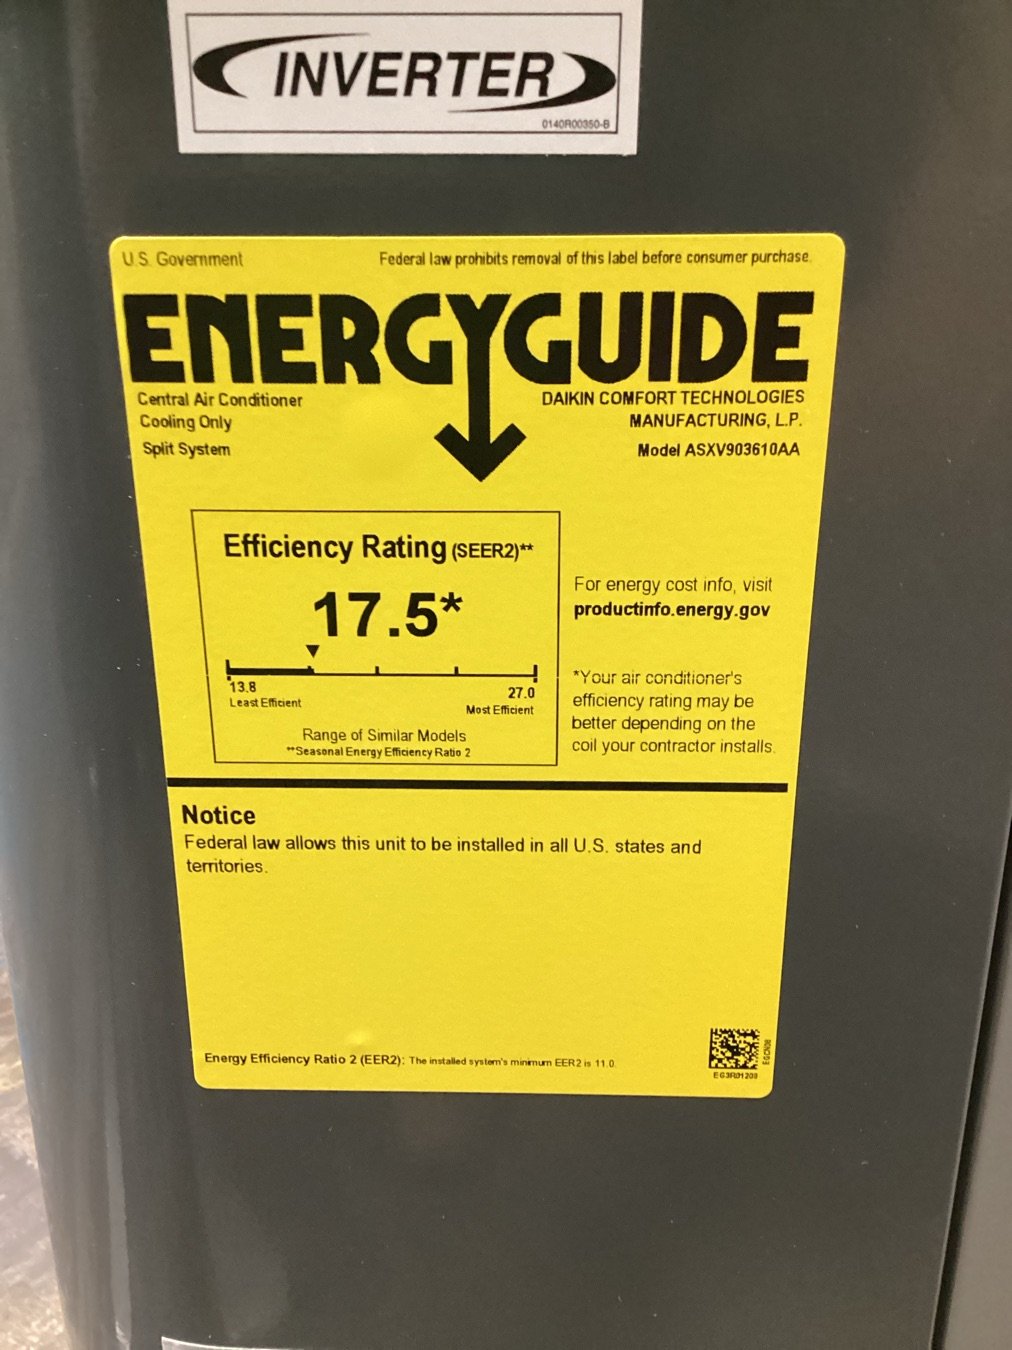 INVERTER
0140R00350-B
U.S. Government
Federal law prohibits removal of this label before consumer purchase.
ENERGYGUIDE
Central Air Conditioner
Cooling Only
Split System
DAIKIN COMFORT TECHNOLOGIES
MANUFACTURING, L.P.
Model ASXV903610AA
Efficiency Rating (SEER2)**
17.5*
13.8
Least Efficient
27.0
Most Efficient
Range of Similar Models
**Seasonal Energy Efficiency Ratio 2
For energy cost info, visit
productinfo.energy.gov
*Your air conditioner's
efficiency rating may be
better depending on the
coil your contractor installs.
Notice
Federal law allows this unit to be installed in all U.S. states and
territories.
Energy Efficiency Ratio 2 (EER2): The installed system's minimum EER2 is 11.0.